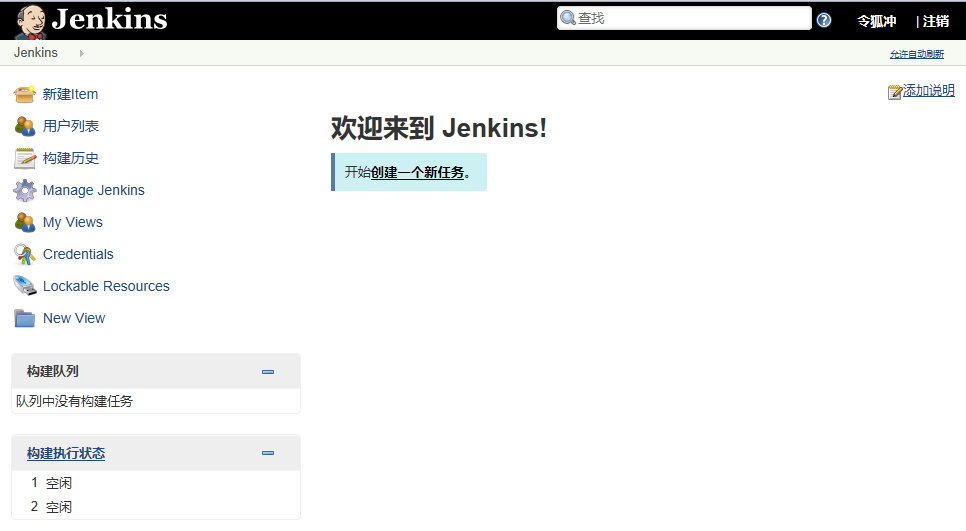 Jenkins
查找
令狐冲 | 注销
Jenkins
允许自动刷新
新建Item
用户列表
构建历史
Manage Jenkins
My Views
Credentials
Lockable Resources
New View
构建队列
队列中没有构建任务
构建执行状态
1 空闲
2 空闲
添加说明
欢迎来到 Jenkins!
开始创建一个新任务。